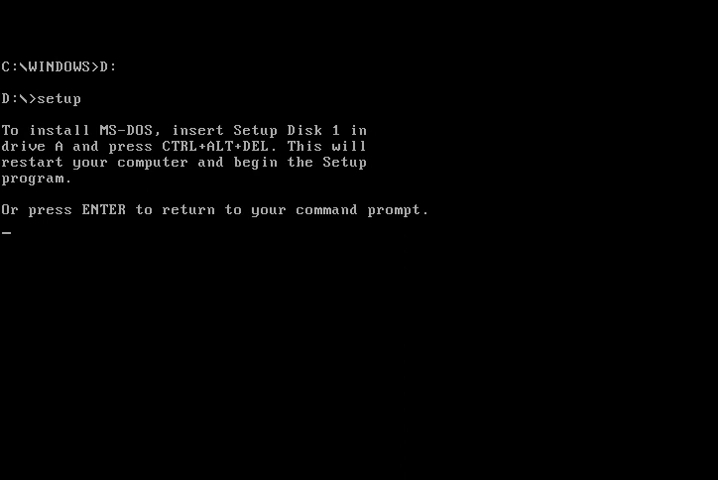 C:\WINDOWS>D:
D:\>setup
To install MS-DOS, insert Setup Disk 1 in
drive A and press CTRL+ALT+DEL. This will
restart your computer and begin the Setup
program.
Or press ENTER to return to your command prompt.